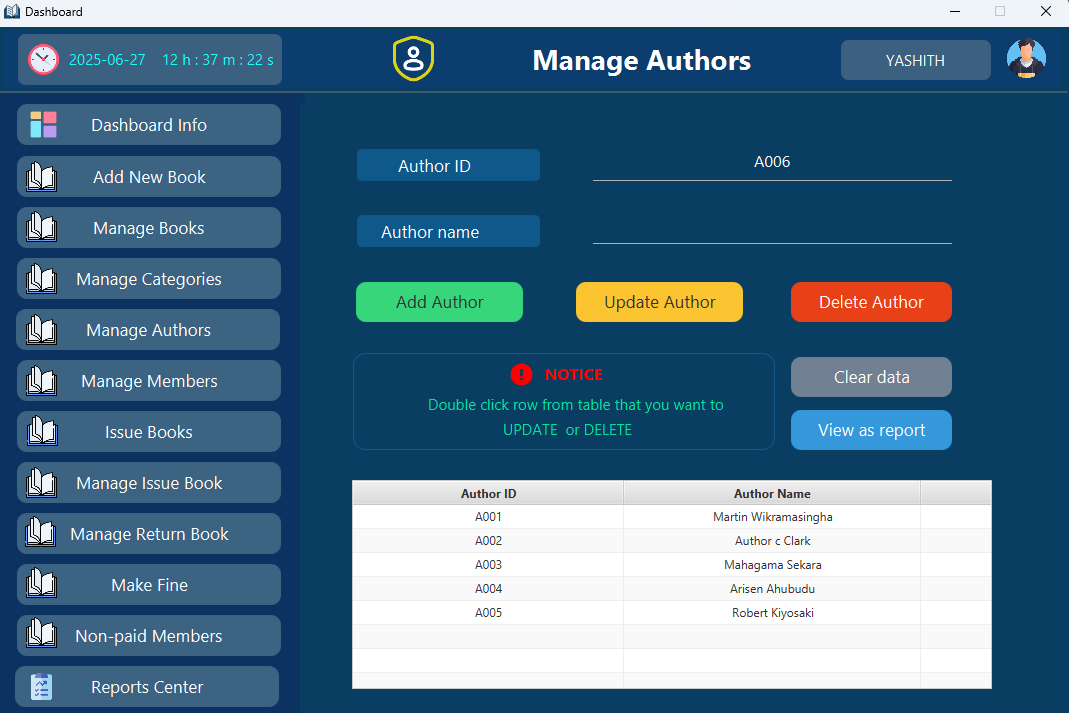 Dashboard
2025-06-27 12 h : 37 m : 22 s
Manage Authors
YASHITH
Dashboard Info
Add New Book
Manage Books
Manage Categories
Manage Authors
Manage Members
Issue Books
Manage Issue Book
Manage Return Book
Make Fine
Non-paid Members
Reports Center
Author ID A006
Author name
Add Author Update Author Delete Author
NOTICE
Double click row from table that you want to
UPDATE or DELETE
Clear data
View as report
Author ID Author Name
A001 Martin Wikramasingha
A002 Author c Clark
A003 Mahagama Sekara
A004 Arisen Ahubudu
A005 Robert Kiyosaki